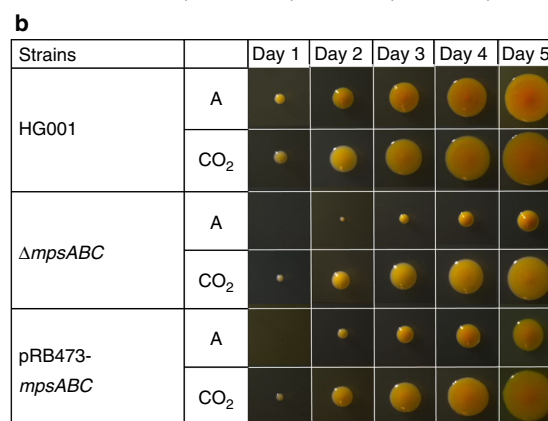 b
Strains Day 1 Day 2 Day 3 Day 4 Day 5
HG001 A
CO₂
ΔmpsABC A
CO₂
pRB473-
mpsABC A
CO₂